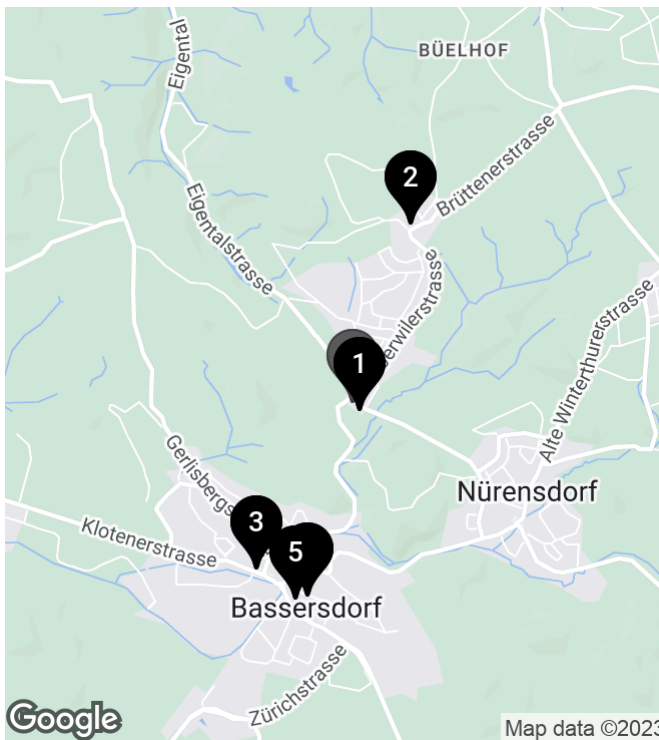 Eigental
BÜELHOF
2
Brüttenerstrasse
Eigentalstrasse
erwilerstrasse
1
Alte Winterthurerstrasse
Gerlisbergs
Nürensdorf
3
Klotenerstrasse
5
Bassersdorf
Zürichstrasse
Google
Map data ©2023